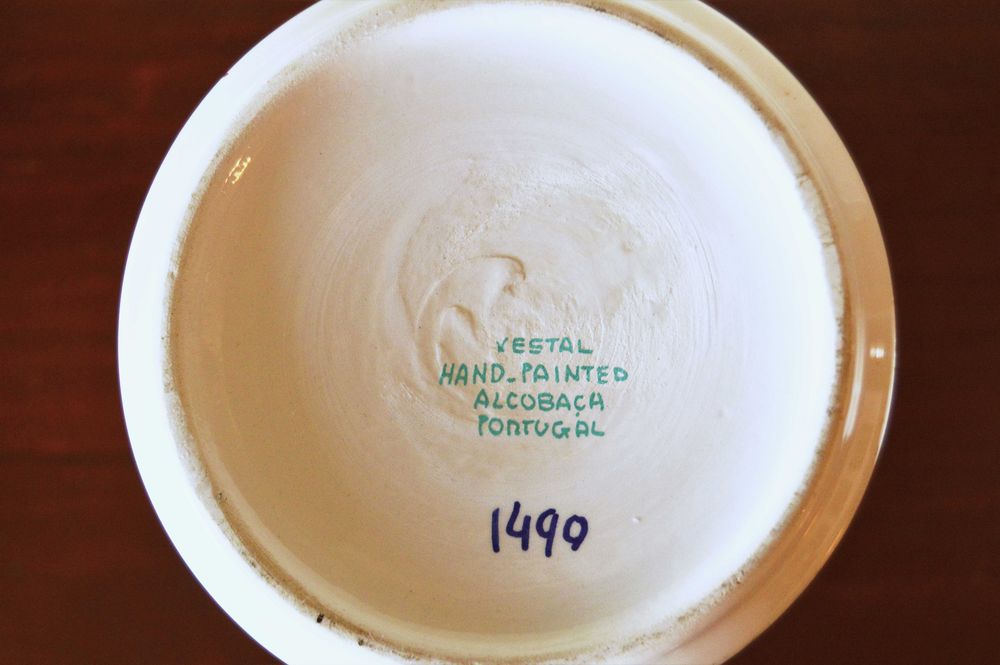 VESTAL
HAND-PAINTED
ALCOBAÇA
PORTUGAL
1490